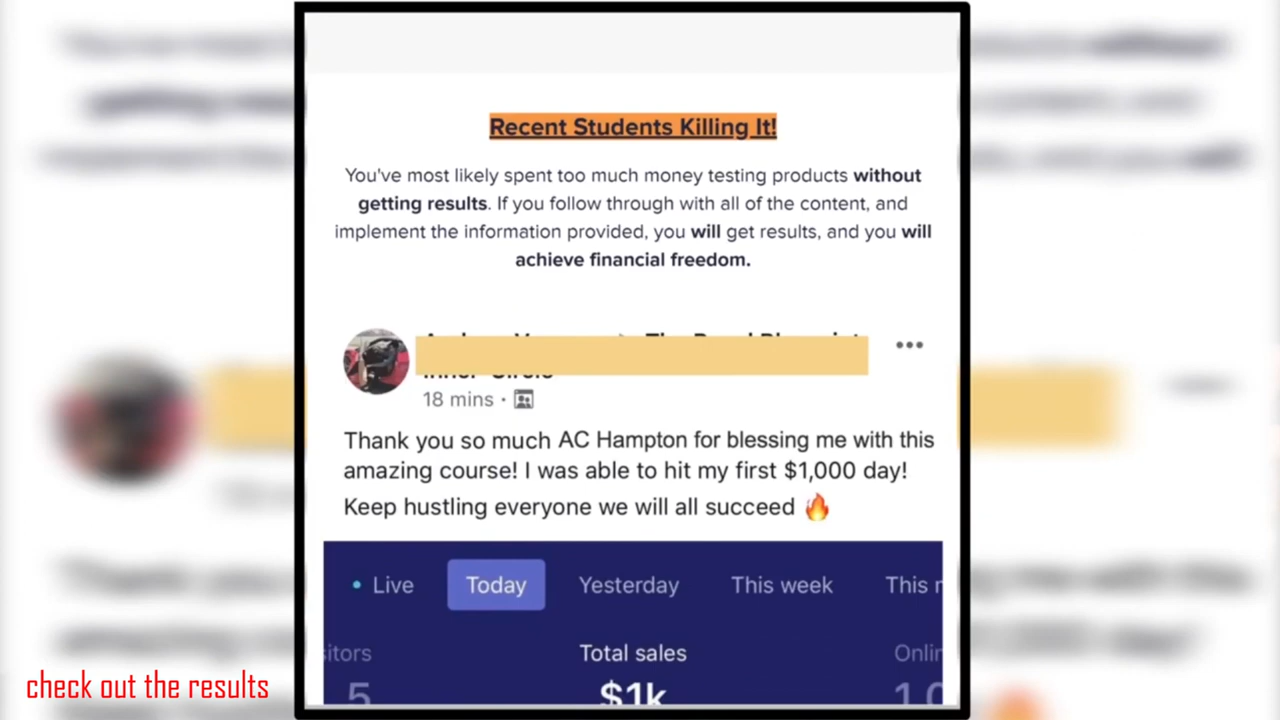 Recent Students Killing It!
You've most likely spent too much money testing products without
getting results. If you follow through with all of the content, and
implement the information provided, you will get results, and you will
achieve financial freedom.
18 mins ·
Thank you so much AC Hampton for blessing me with this
amazing course! I was able to hit my first $1,000 day!
Keep hustling everyone we will all succeed 🔥
Live Today Yesterday This week This
Total sales
5 $1k
check out the results